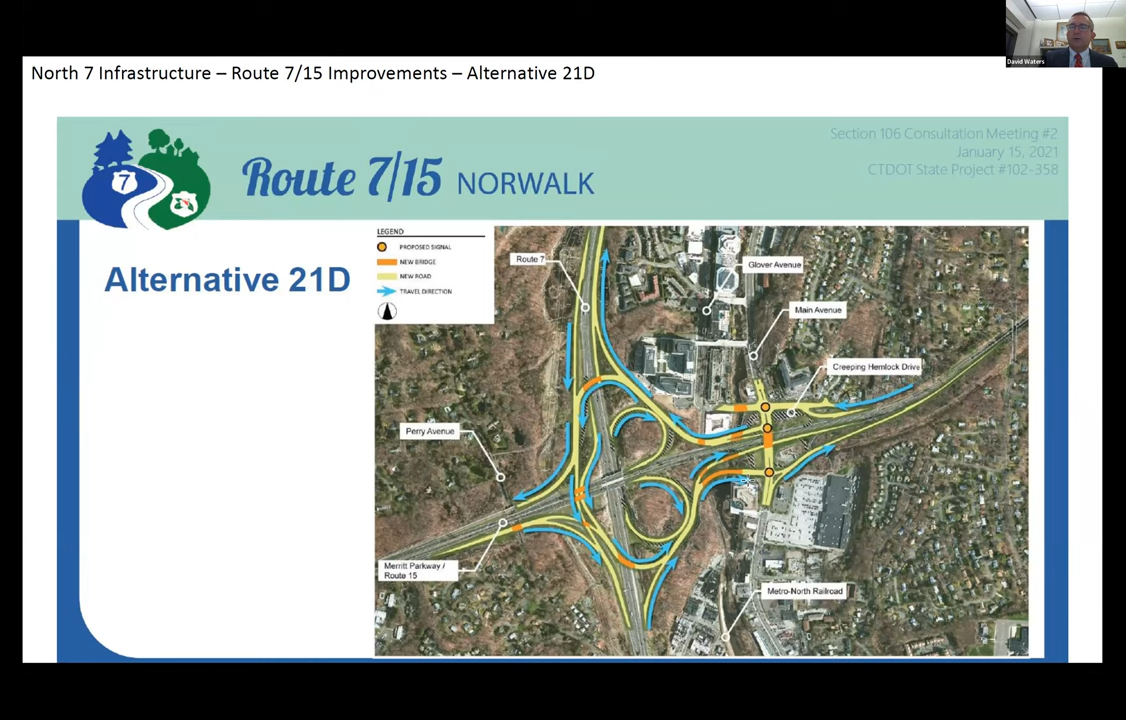 David Waters
North 7 Infrastructure – Route 7/15 Improvements – Alternative 21D
Section 106 Consultation Meeting #2
January 15, 2021
CTDOT State Project #102-358
7
Route 7/15 NORWALK
Alternative 21D
LEGEND
PROPOSED SIGNAL
NEW BRIDGE
NEW ROAD
TRAVEL DIRECTION
Route 7
Glover Avenue
Main Avenue
Creeping Hemlock Drive
Perry Avenue
Merritt Parkway /
Route 15
Metro-North Railroad